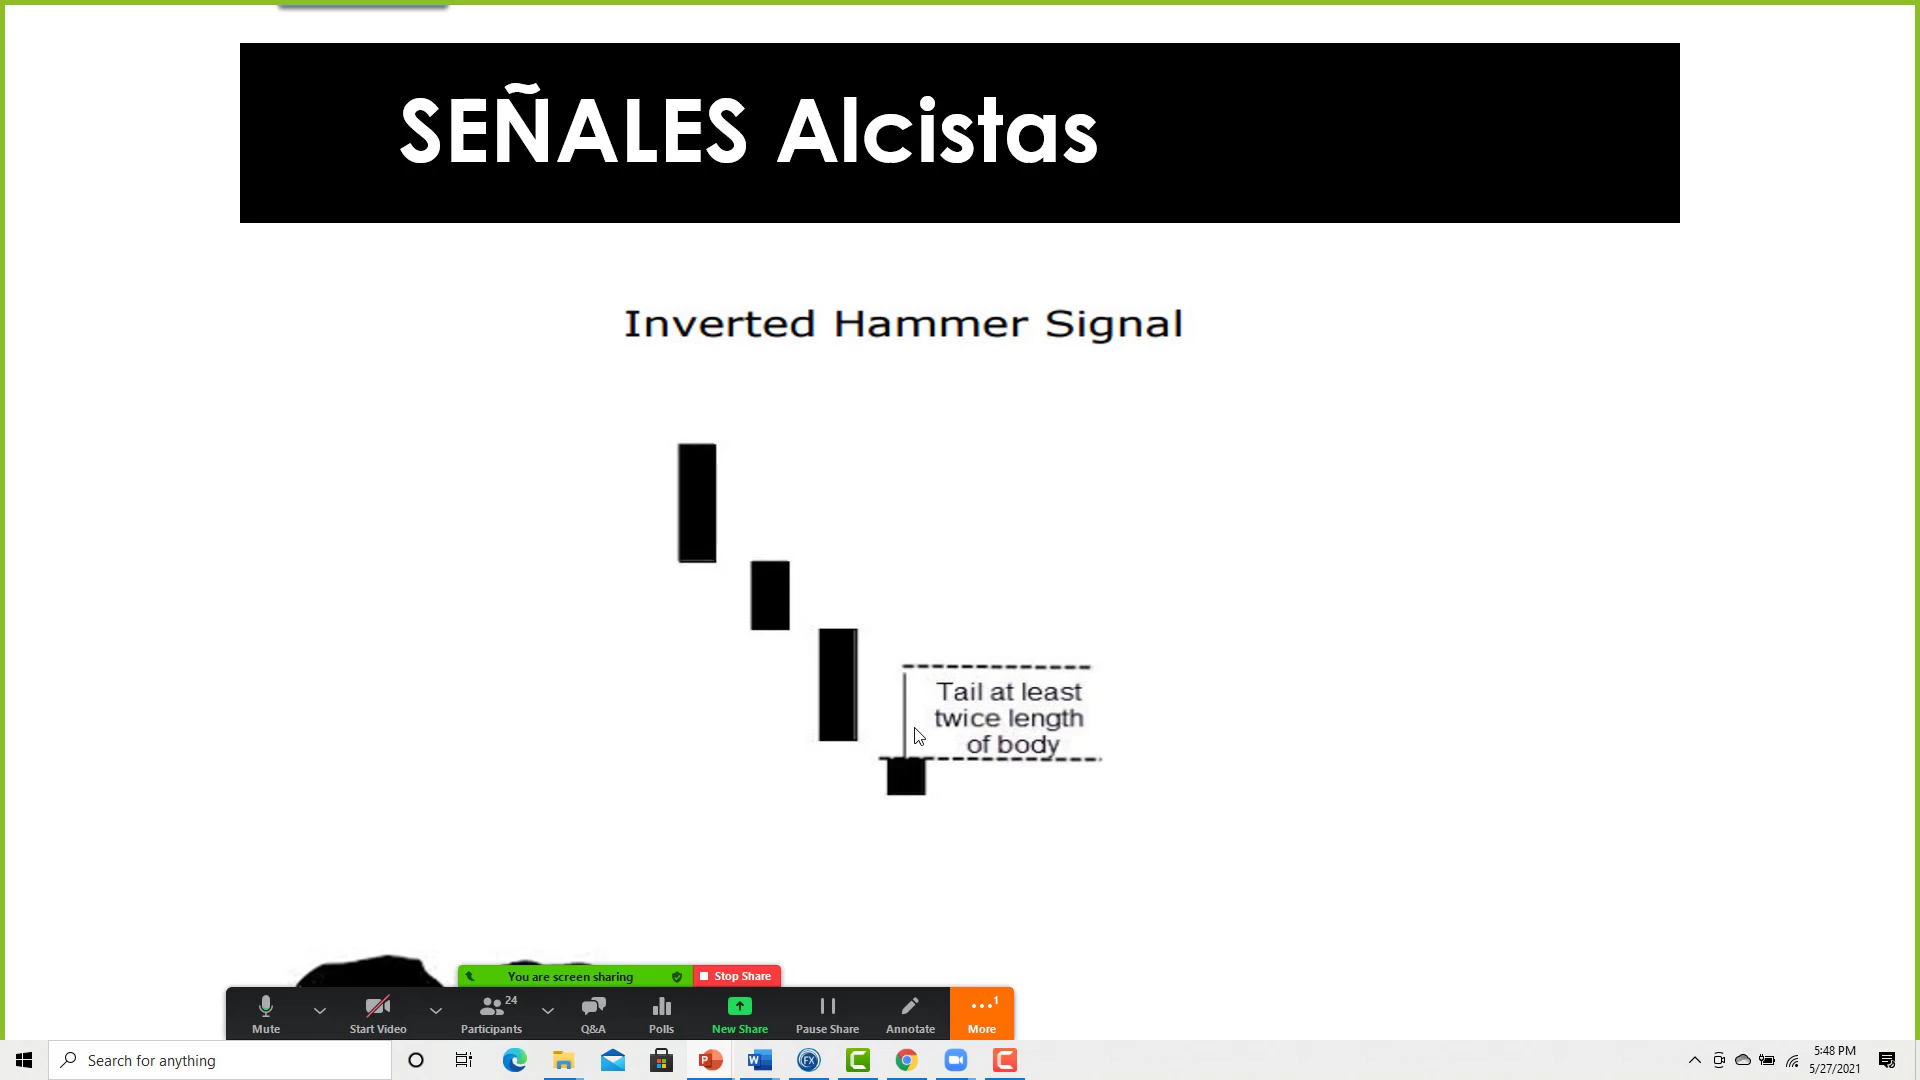 SEÑALES Alcistas
Inverted Hammer Signal
Tail at least
twice length
of body
You are screen sharing
Stop Share
24
1
Mute
Start Video
Participants
Q&A
Polls
New Share
Pause Share
Annotate
More
Search for anything
5:48 PM
5/27/2021